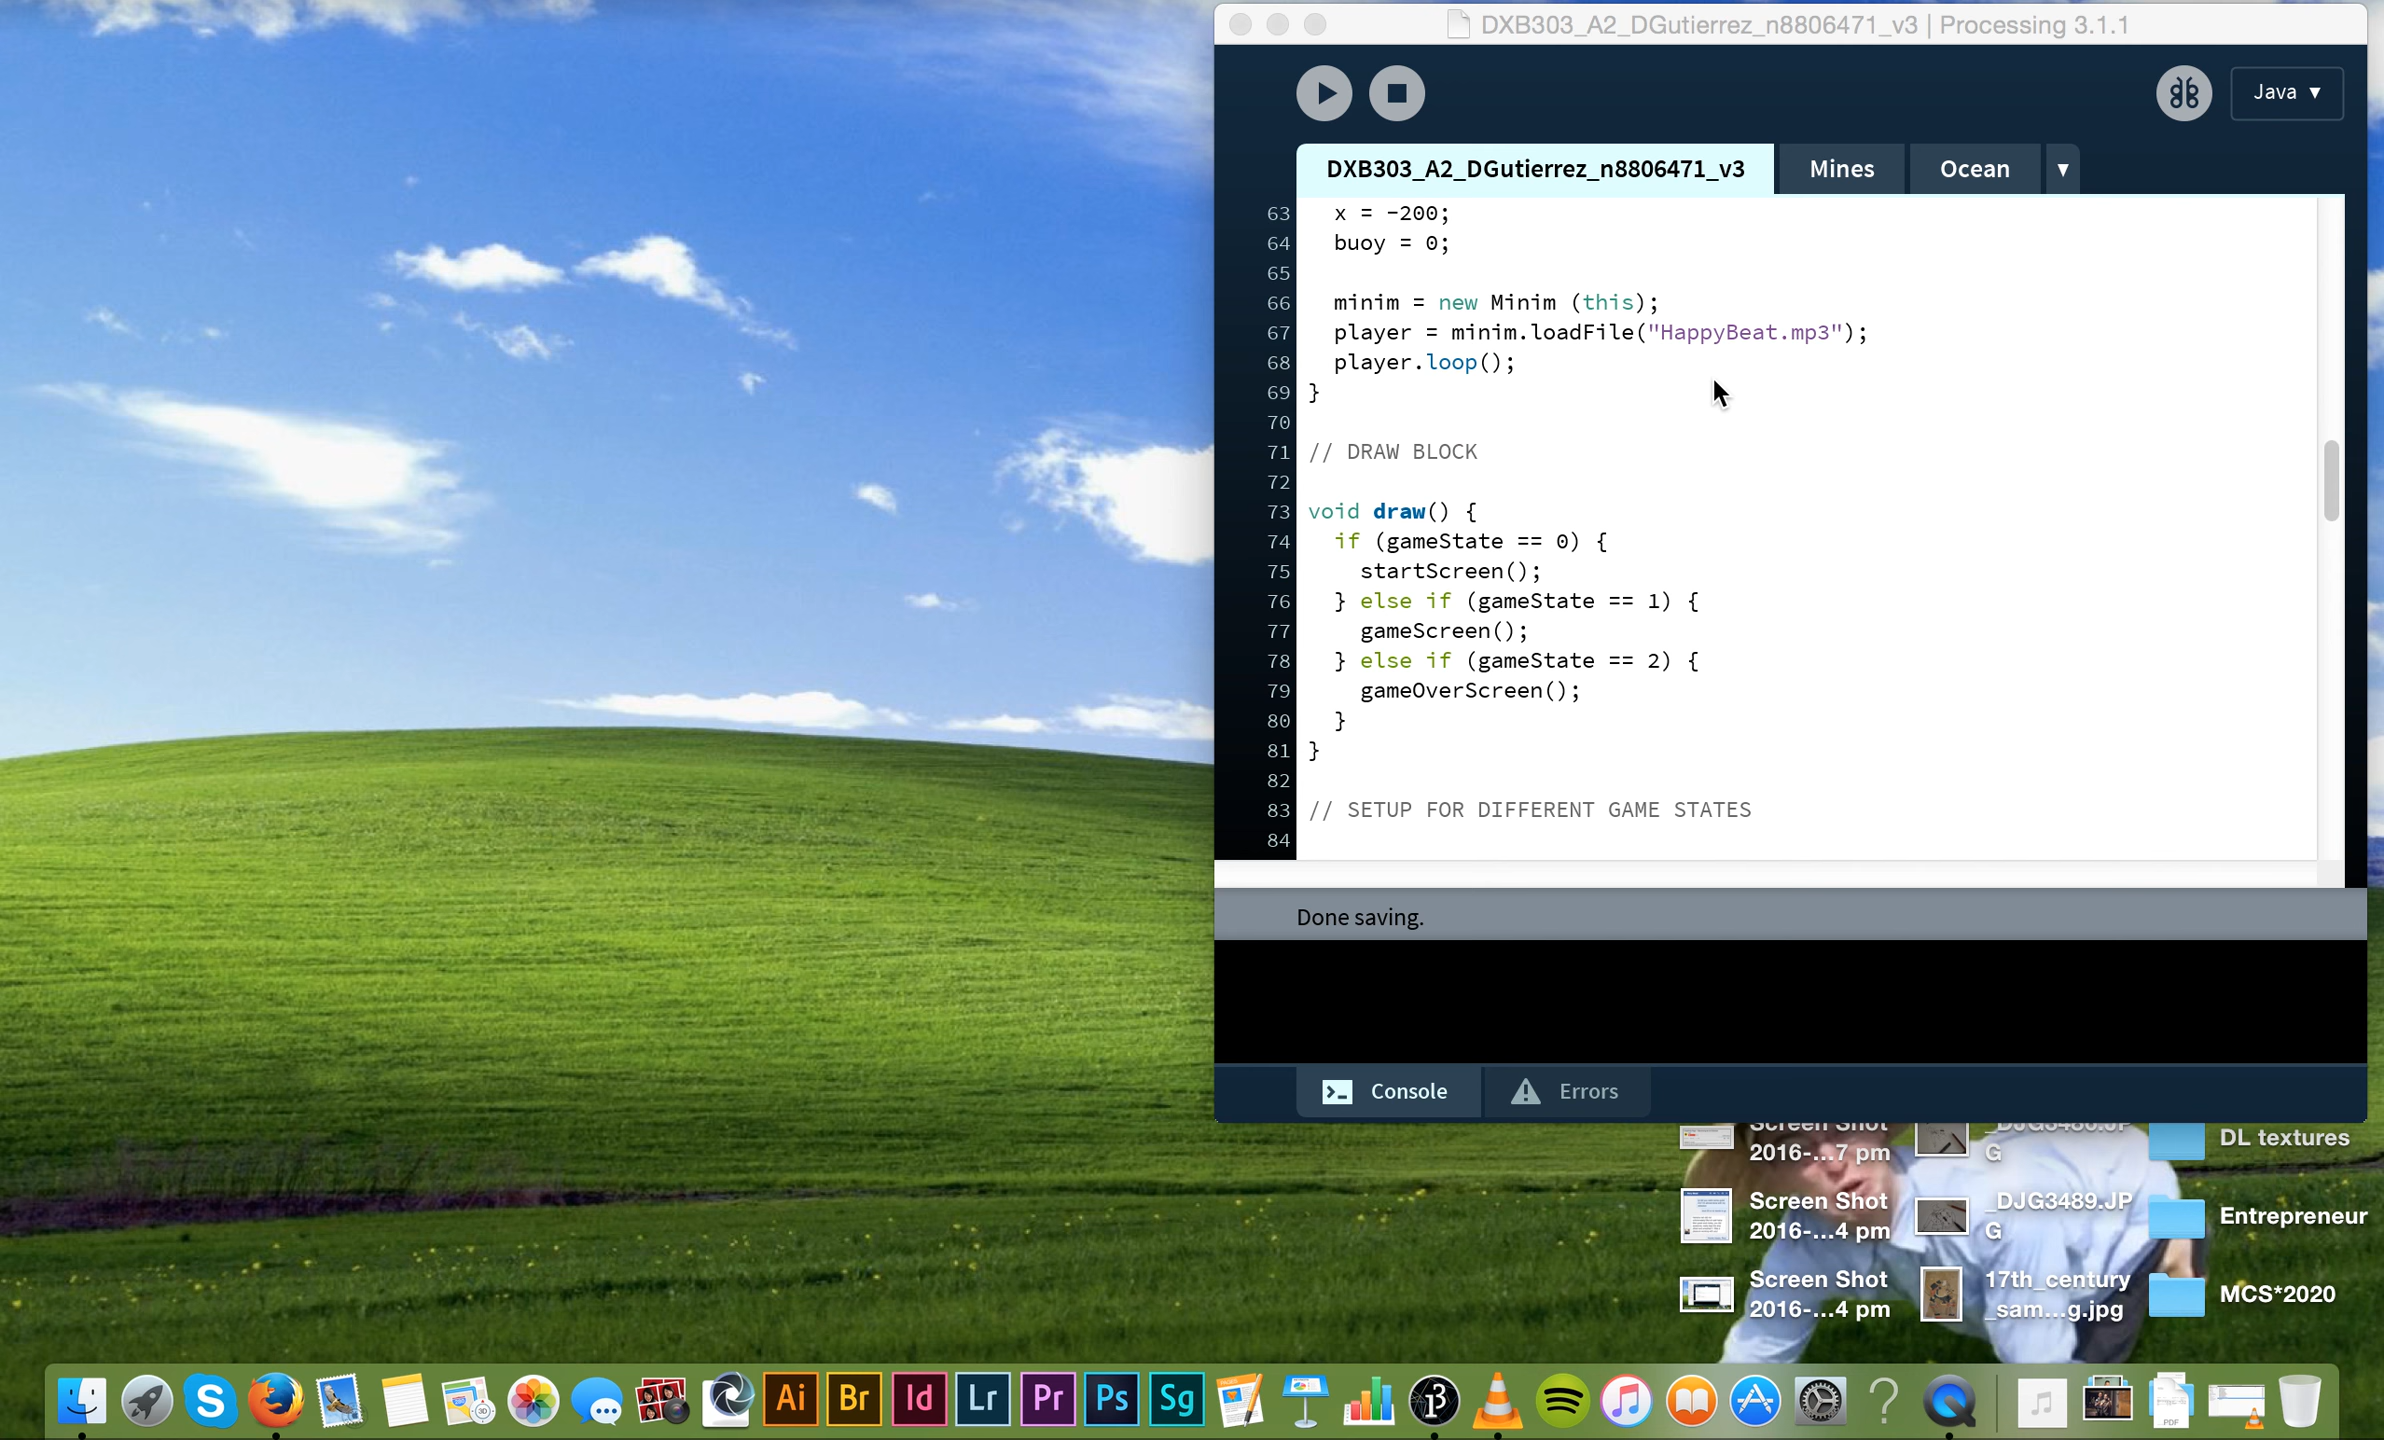 DXB303_A2_DGutierrez_n8806471_v3 | Processing 3.1.1
Java ▼
DXB303_A2_DGutierrez_n8806471_v3
Mines
Ocean
▼
63 x = -200;
64 buoy = 0;
65
66 minim = new Minim (this);
67 player = minim.loadFile("HappyBeat.mp3");
68 player.loop();
69 }
70
71 // DRAW BLOCK
72
73 void draw() {
74 if (gameState == 0) {
75 startScreen();
76 } else if (gameState == 1) {
77 gameScreen();
78 } else if (gameState == 2) {
79 gameOverScreen();
80 }
81 }
82
83 // SETUP FOR DIFFERENT GAME STATES
84
Done saving.
Console
Errors
Screen Shot
2016-...7 pm
G
DL textures
Screen Shot
2016-...4 pm
_DJG3489.JP
G
Entrepreneur
Screen Shot
2016-...4 pm
17th_century
_sam...g.jpg
MCS*2020
S
Ai
Br
Id
Lr
Pr
Ps
Sg
?
PDF